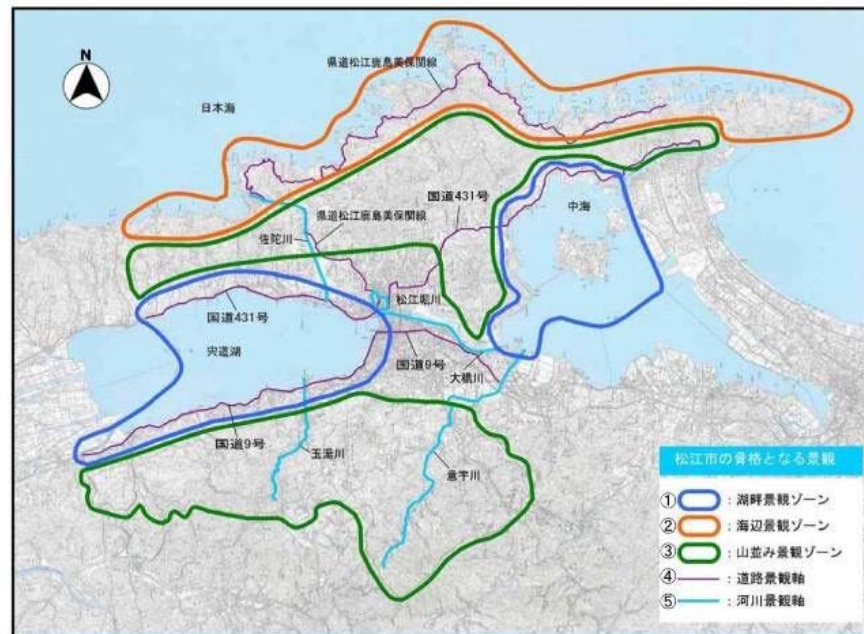 N
県道松江鹿島美保関線
日本海
国道431号
中海
県道松江鹿島美保関線
佐陀川
松江堀川
国道431号
宍道湖
国道9号
大橋川
国道9号
玉湯川
意宇川
松江市の骨格となる景観
① : 湖畔景観ゾーン
② : 海辺景観ゾーン
③ : 山並み景観ゾーン
④ : 道路景観軸
⑤ : 河川景観軸